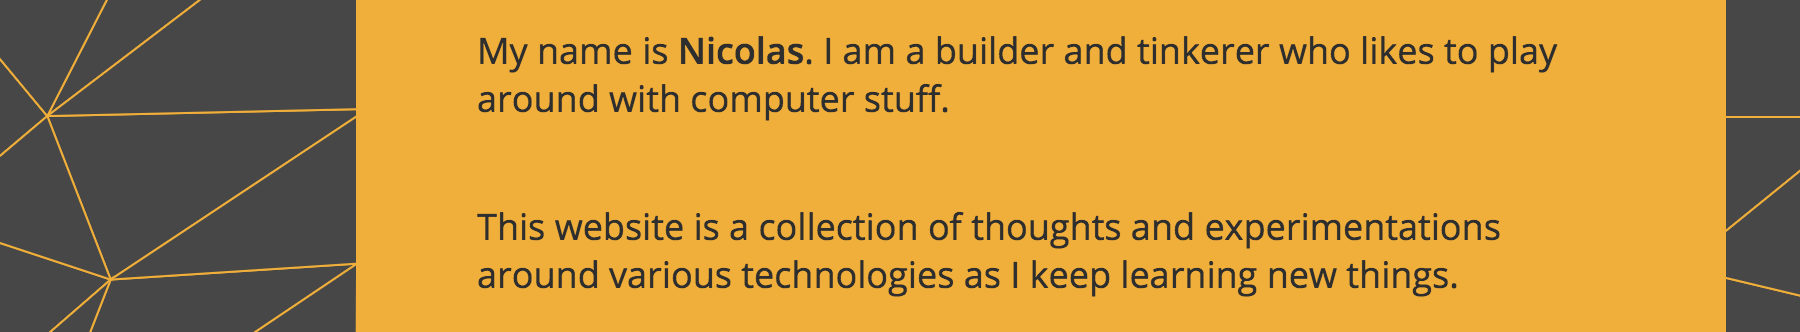 My name is Nicolas. I am a builder and tinkerer who likes to play
around with computer stuff.
This website is a collection of thoughts and experimentations
around various technologies as I keep learning new things.